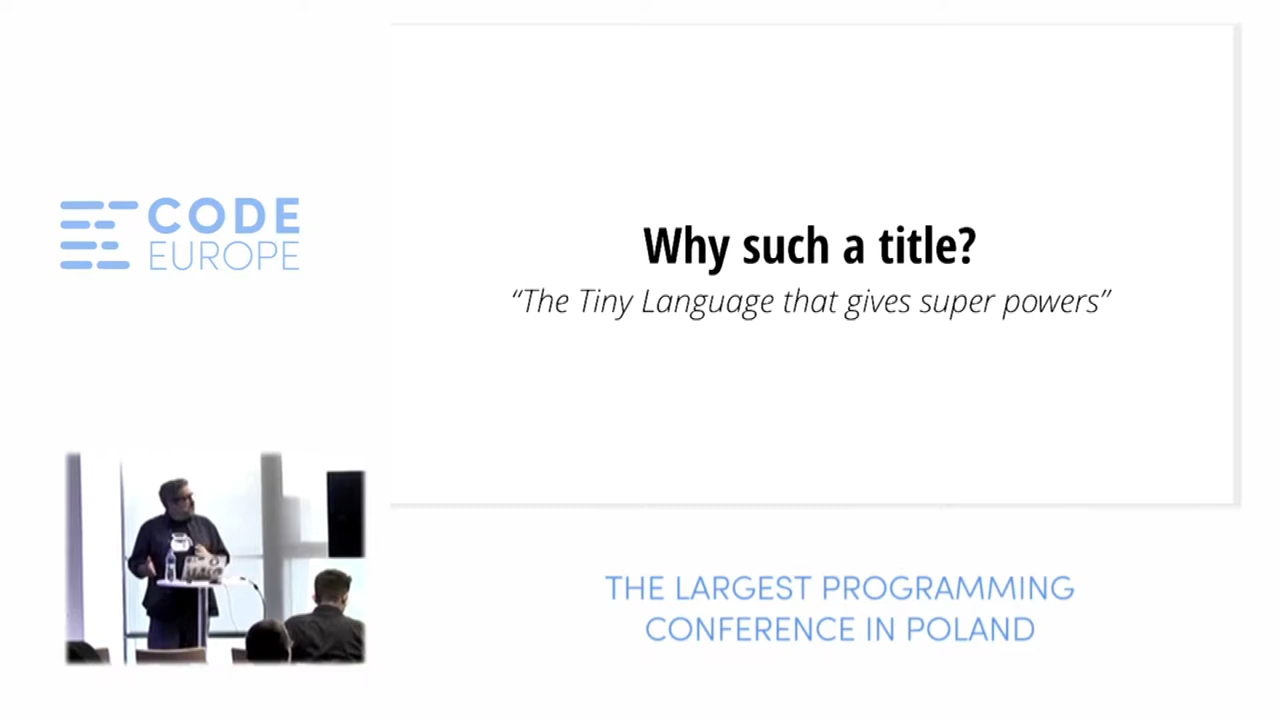 CODE
EUROPE
Why such a title?
“The Tiny Language that gives super powers”
THE LARGEST PROGRAMMING
CONFERENCE IN POLAND